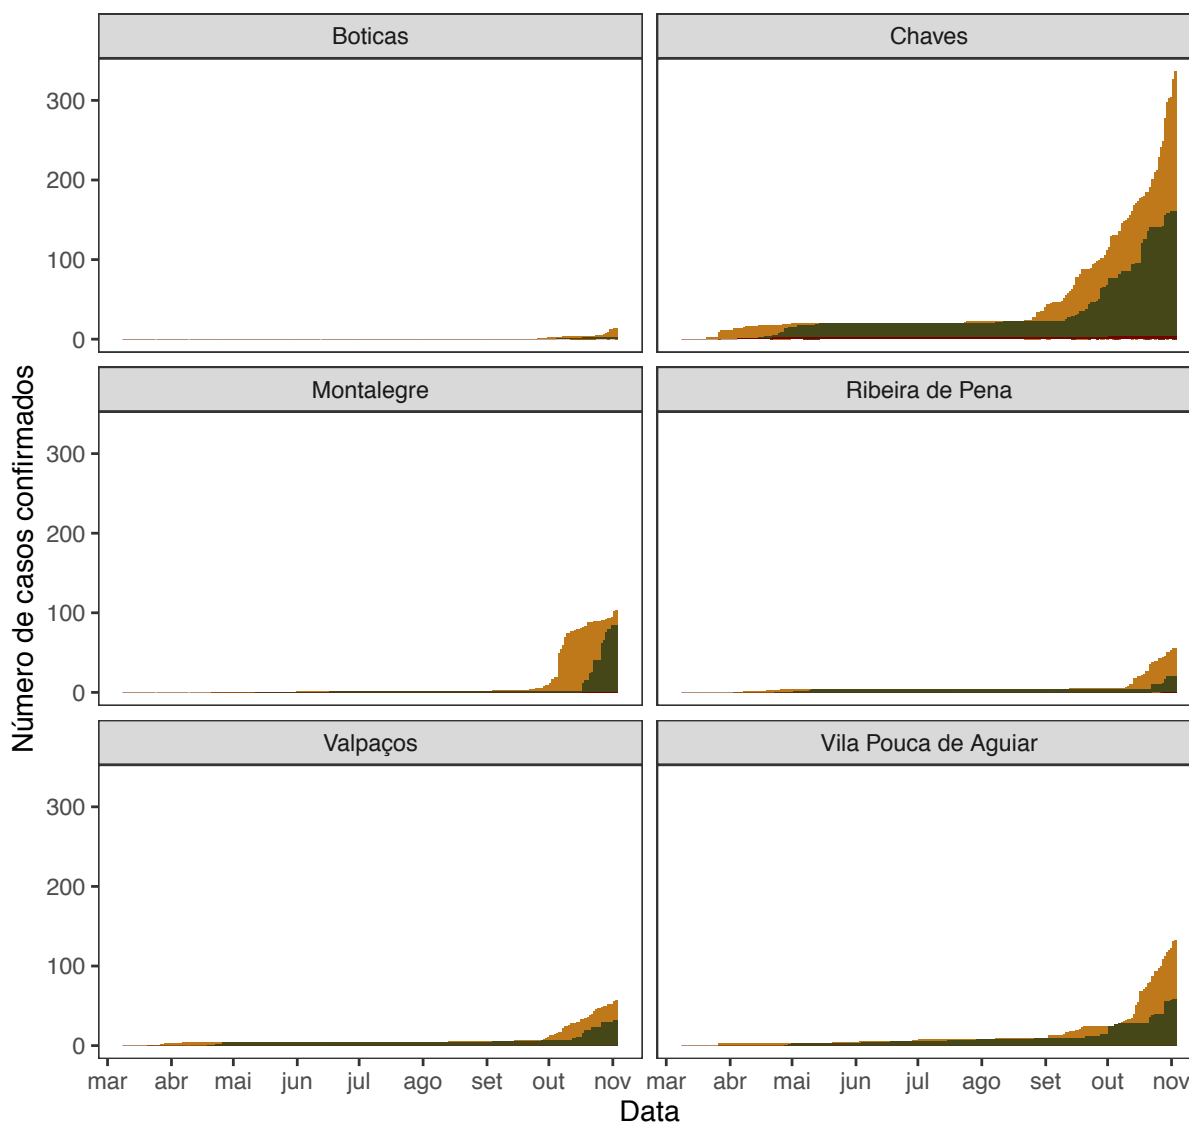 Boticas
Chaves
300
200
100
0
Montalegre
Ribeira de Pena
300
200
100
0
Valpaços
Vila Pouca de Aguiar
300
200
100
0
mar abr mai jun jul ago set out nov
mar abr mai jun jul ago set out nov
Data
Número de casos confirmados